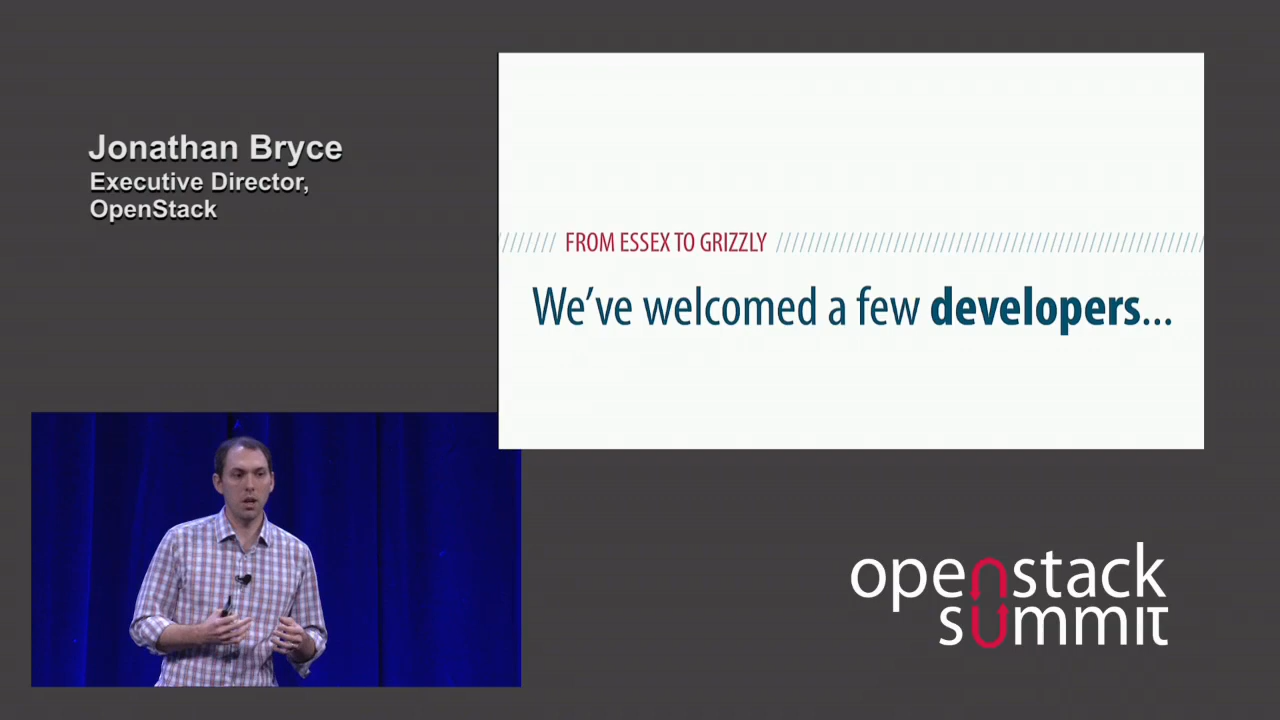 Jonathan Bryce
Executive Director,
OpenStack
FROM ESSEX TO GRIZZLY
We've welcomed a few developers...
openstack
summit